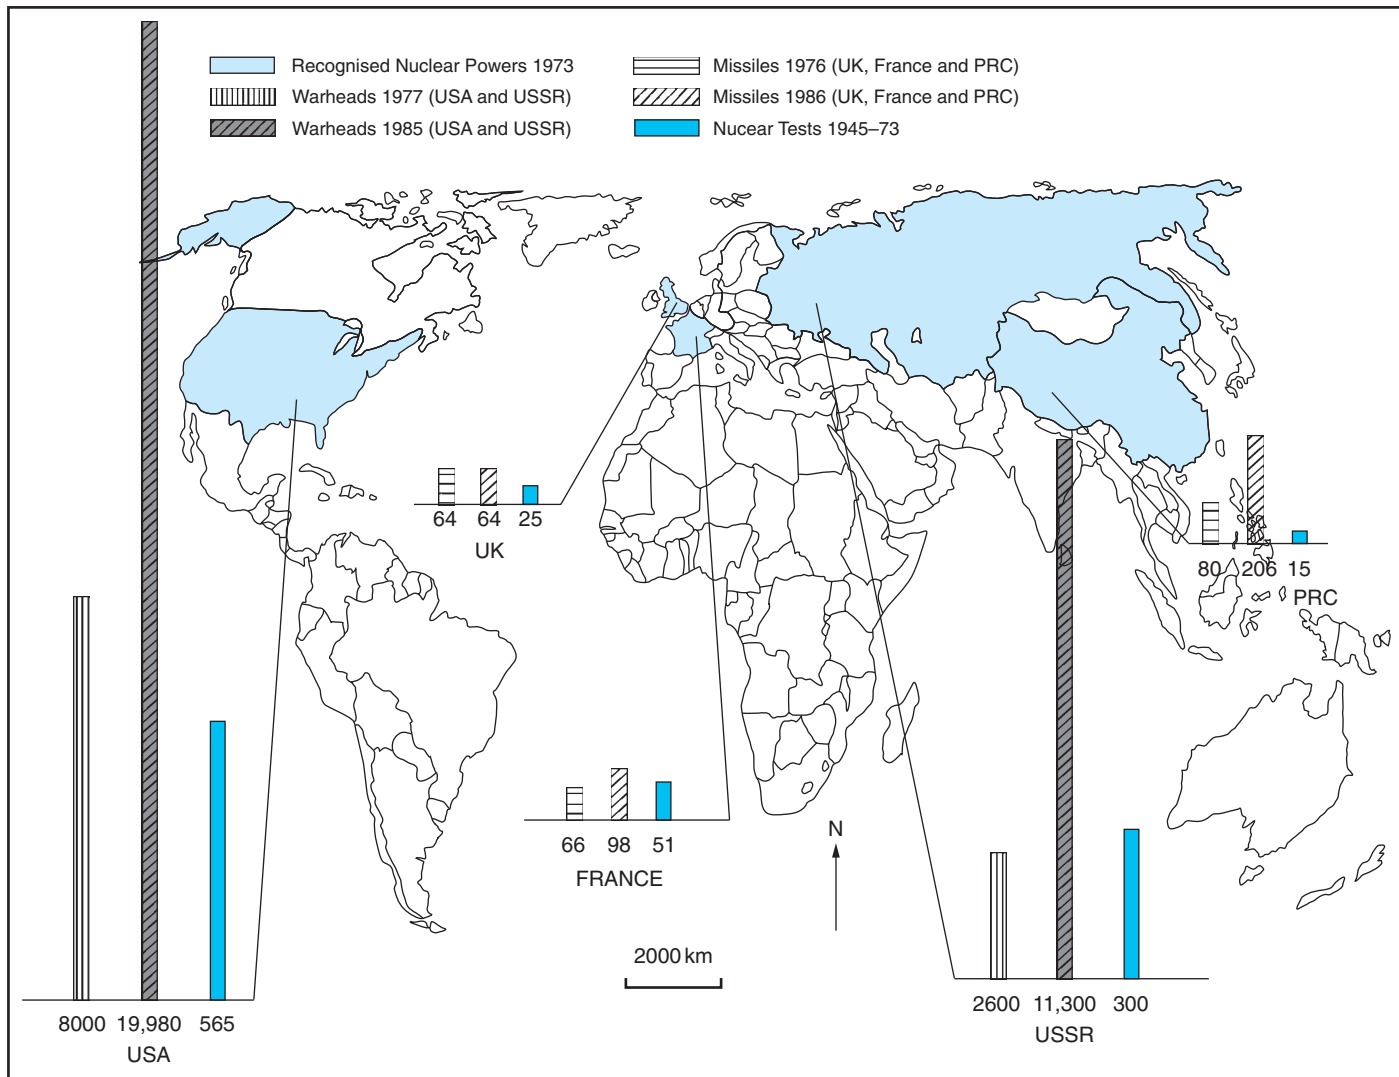 Recognised Nuclear Powers 1973
Warheads 1977 (USA and USSR)
Warheads 1985 (USA and USSR)
Missiles 1976 (UK, France and PRC)
Missiles 1986 (UK, France and PRC)
Nucear Tests 1945–73
64 64 25
UK
80 206 15
PRC
66 98 51
FRANCE
N
2000 km
8000 19,980 565
USA
2600 11,300 300
USSR